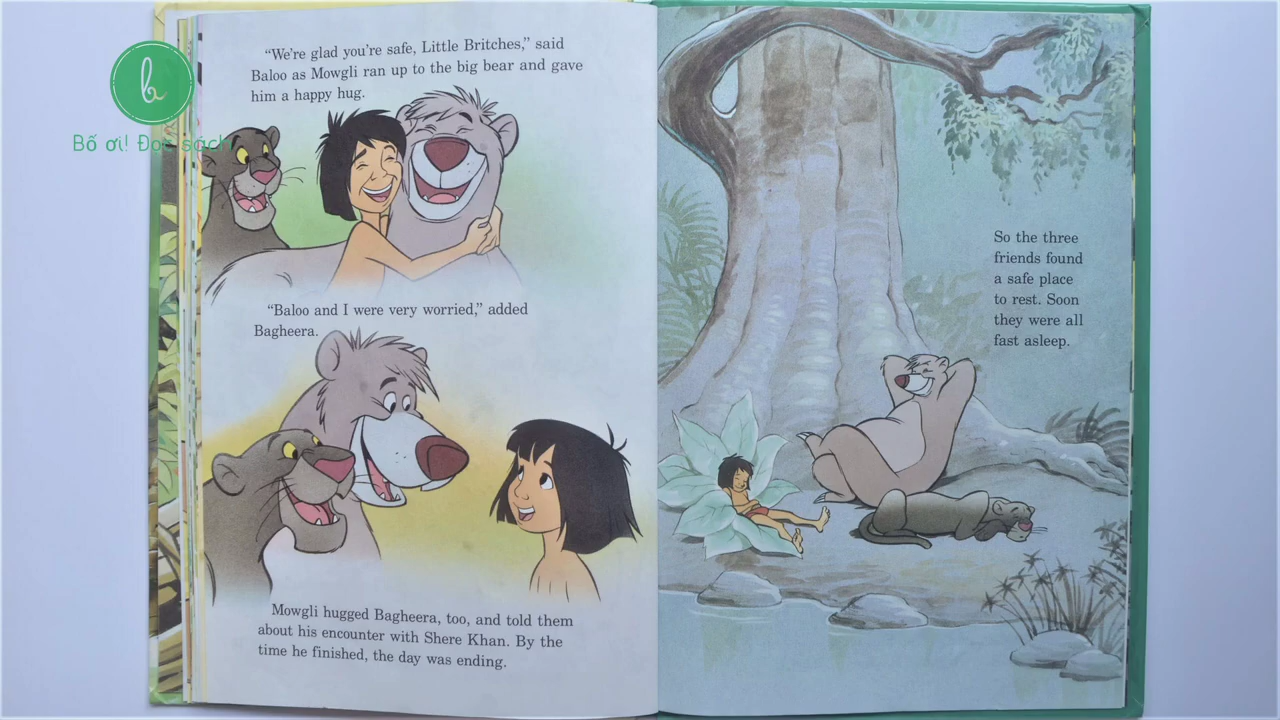 “We’re glad you’re safe, Little Britches,” said
Baloo as Mowgli ran up to the big bear and gave
him a happy hug.
b
Bố ơi! Đọc sách
“Baloo and I were very worried,” added
Bagheera.
Mowgli hugged Bagheera, too, and told them
about his encounter with Shere Khan. By the
time he finished, the day was ending.
So the three
friends found
a safe place
to rest. Soon
they were all
fast asleep.